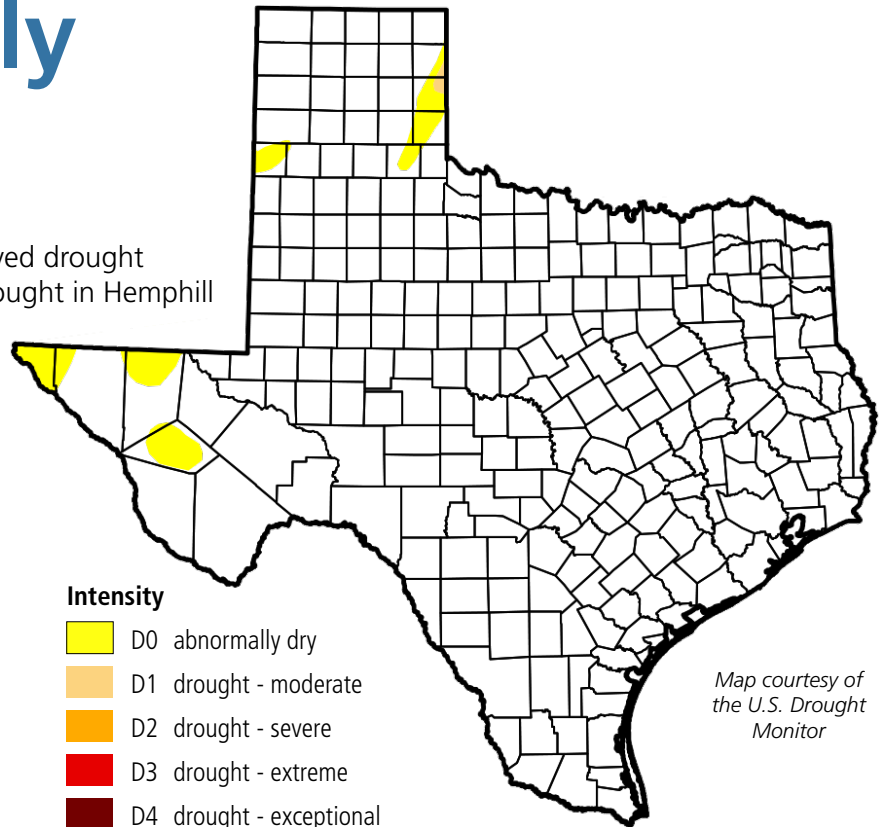 ly
ved drought
ought in Hemphill
Intensity
D0 abnormally dry
D1 drought - moderate
D2 drought - severe
D3 drought - extreme
D4 drought - exceptional
Map courtesy of
the U.S. Drought
Monitor